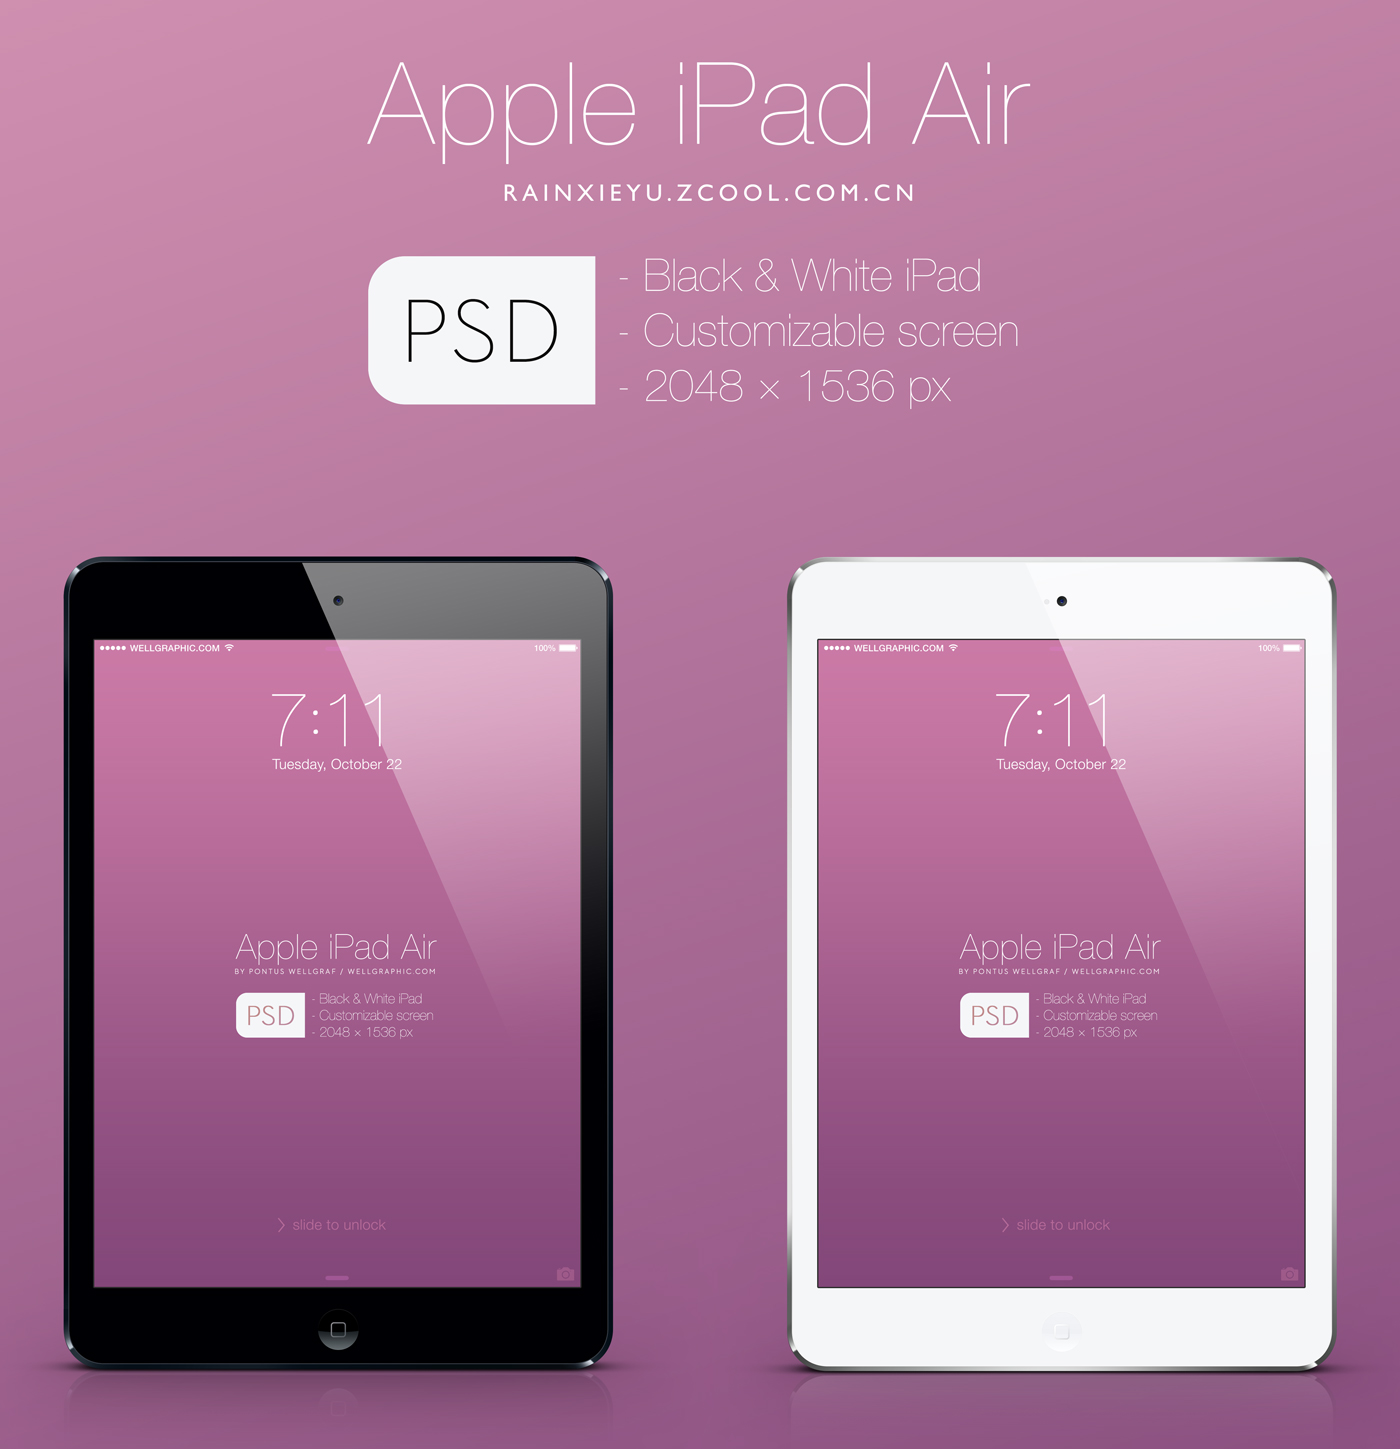 Apple iPad Air
RAINXIEYU.ZCOOL.COM.CN
PSD
- Black & White iPad
- Customizable screen
- 2048 × 1536 px
WELLGRAPHIC.COM
100%
7:11
Tuesday, October 22
Apple iPad Air
BY PONTUS WELLGRAF / WELLGRAPHIC.COM
PSD
- Black & White iPad
- Customizable screen
- 2048 × 1536 px
> slide to unlock
WELLGRAPHIC.COM
100%
7:11
Tuesday, October 22
Apple iPad Air
BY PONTUS WELLGRAF / WELLGRAPHIC.COM
PSD
- Black & White iPad
- Customizable screen
- 2048 × 1536 px
> slide to unlock